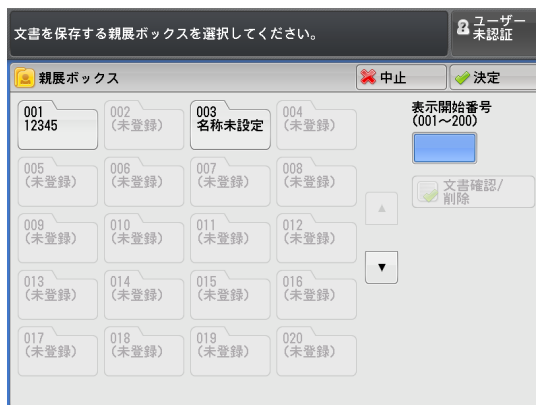 文書を保存する親展ボックスを選択してください。
ユーザー
未認証
親展ボックス
中止
決定
001
12345
002
(未登録)
003
名称未設定
004
(未登録)
表示開始番号
(001～200)
005
(未登録)
006
(未登録)
007
(未登録)
008
(未登録)
文書確認/
削除
009
(未登録)
010
(未登録)
011
(未登録)
012
(未登録)
013
(未登録)
014
(未登録)
015
(未登録)
016
(未登録)
017
(未登録)
018
(未登録)
019
(未登録)
020
(未登録)